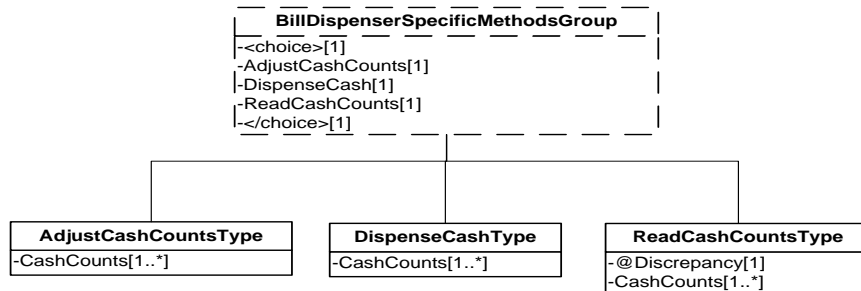 BillDispenserSpecificMethodsGroup
-<choice>[1]
-AdjustCashCounts[1]
-DispenseCash[1]
-ReadCashCounts[1]
-</choice>[1]
AdjustCashCountsType
-CashCounts[1..*]
DispenseCashType
-CashCounts[1..*]
ReadCashCountsType
-@Discrepancy[1]
-CashCounts[1..*]